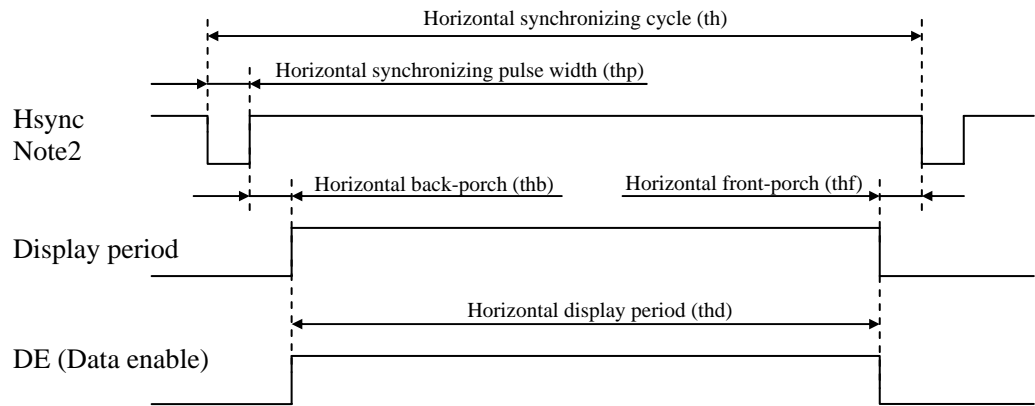 Horizontal synchronizing cycle (th)
Horizontal synchronizing pulse width (thp)
Hsync
Note2
Horizontal back-porch (thb)
Horizontal front-porch (thf)
Display period
Horizontal display period (thd)
DE (Data enable)